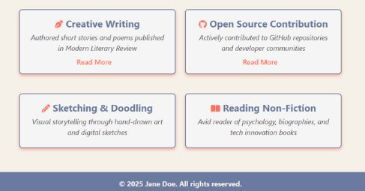 Creative Writing
Authored short stories and poems published
in Modern Literary Review
Read More
Open Source Contribution
Actively contributed to GitHub repositories
and developer communities
Read More
Sketching & Doodling
Visual storytelling through hand-drawn art
and digital sketches
Reading Non-Fiction
Avid reader of psychology, biographies, and
tech innovation books
© 2025 Jane Doe. All rights reserved.